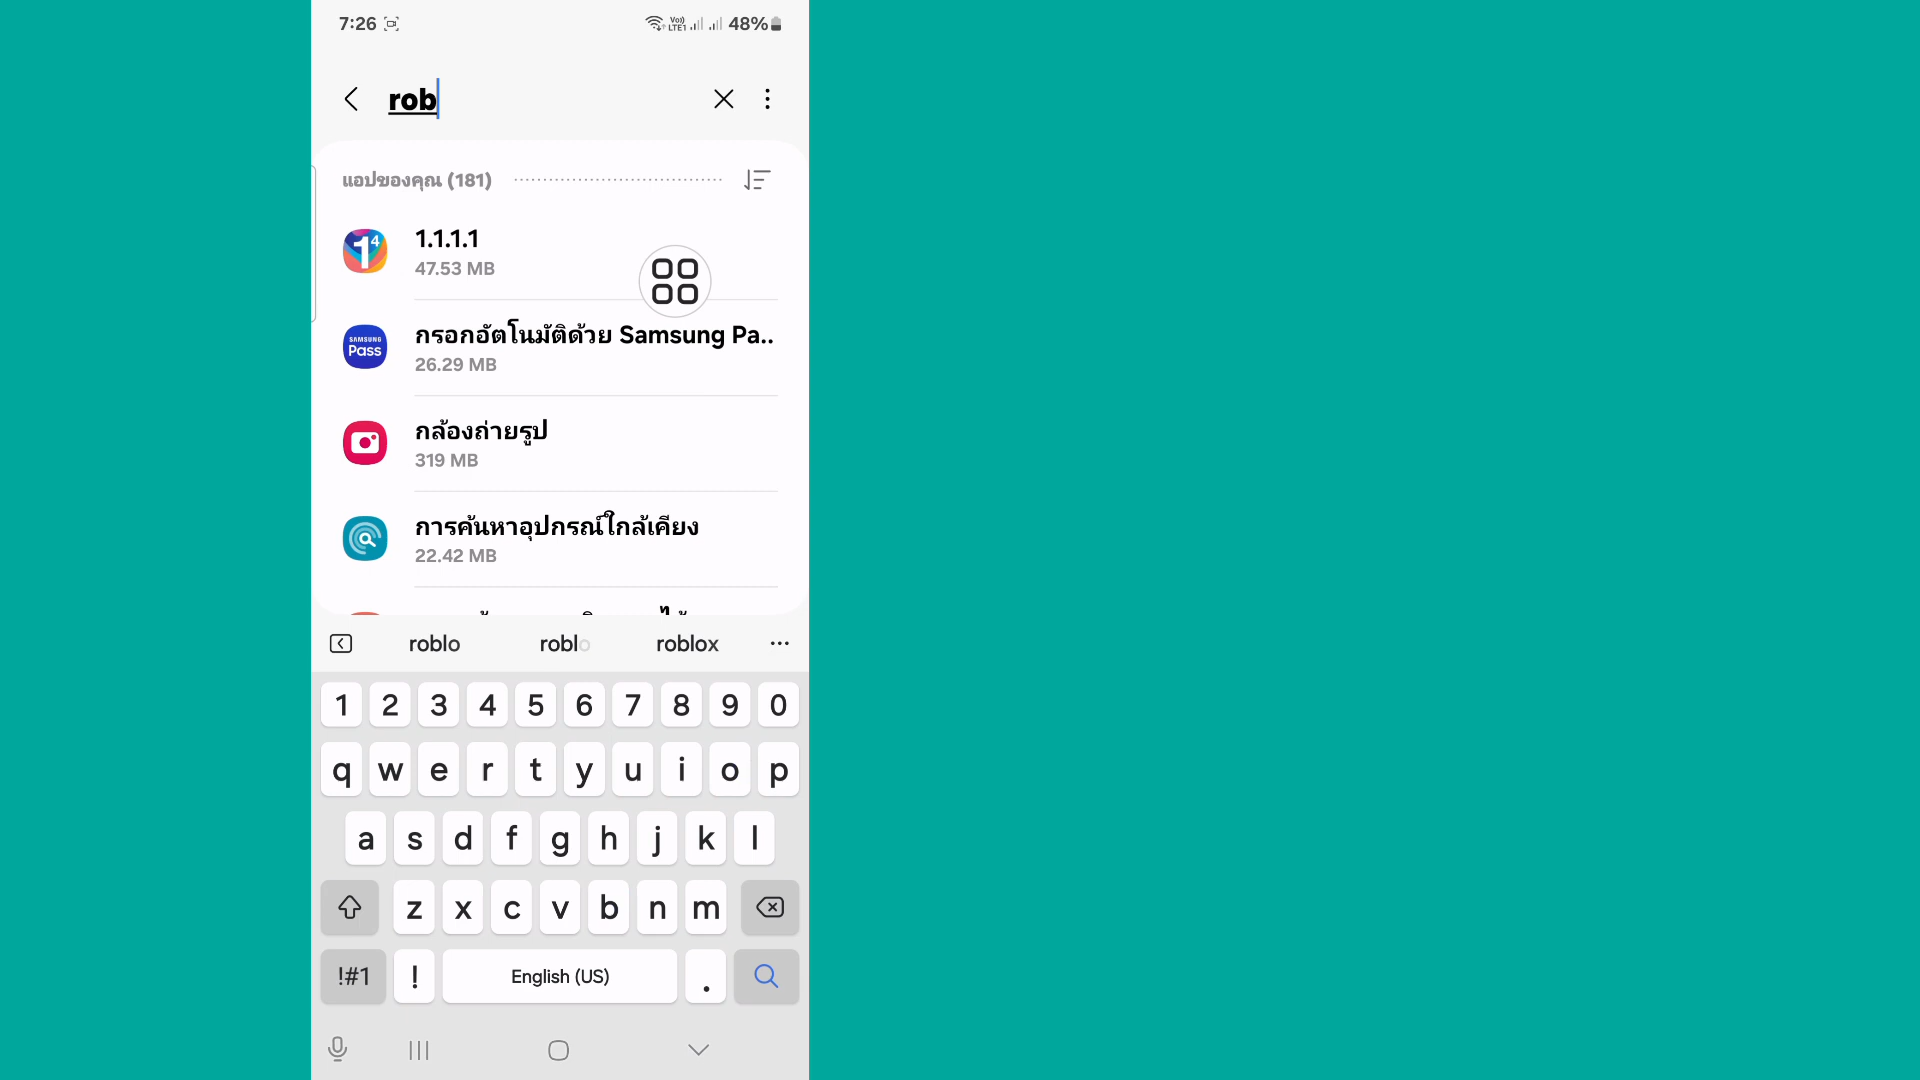 7:26
Vo)) LTE1 48%
rob
แอปของคุณ (181)
1.1.1.1
47.53 MB
SAMSUNG Pass
กรอกอัตโนมัติด้วย Samsung Pa..
26.29 MB
กล้องถ่ายรูป
319 MB
การค้นหาอุปกรณ์ใกล้เคียง
22.42 MB
roblo roblo roblox
1 2 3 4 5 6 7 8 9 0
q w e r t y u i o p
a s d f g h j k l
z x c v b n m
!#1 ! English (US) .